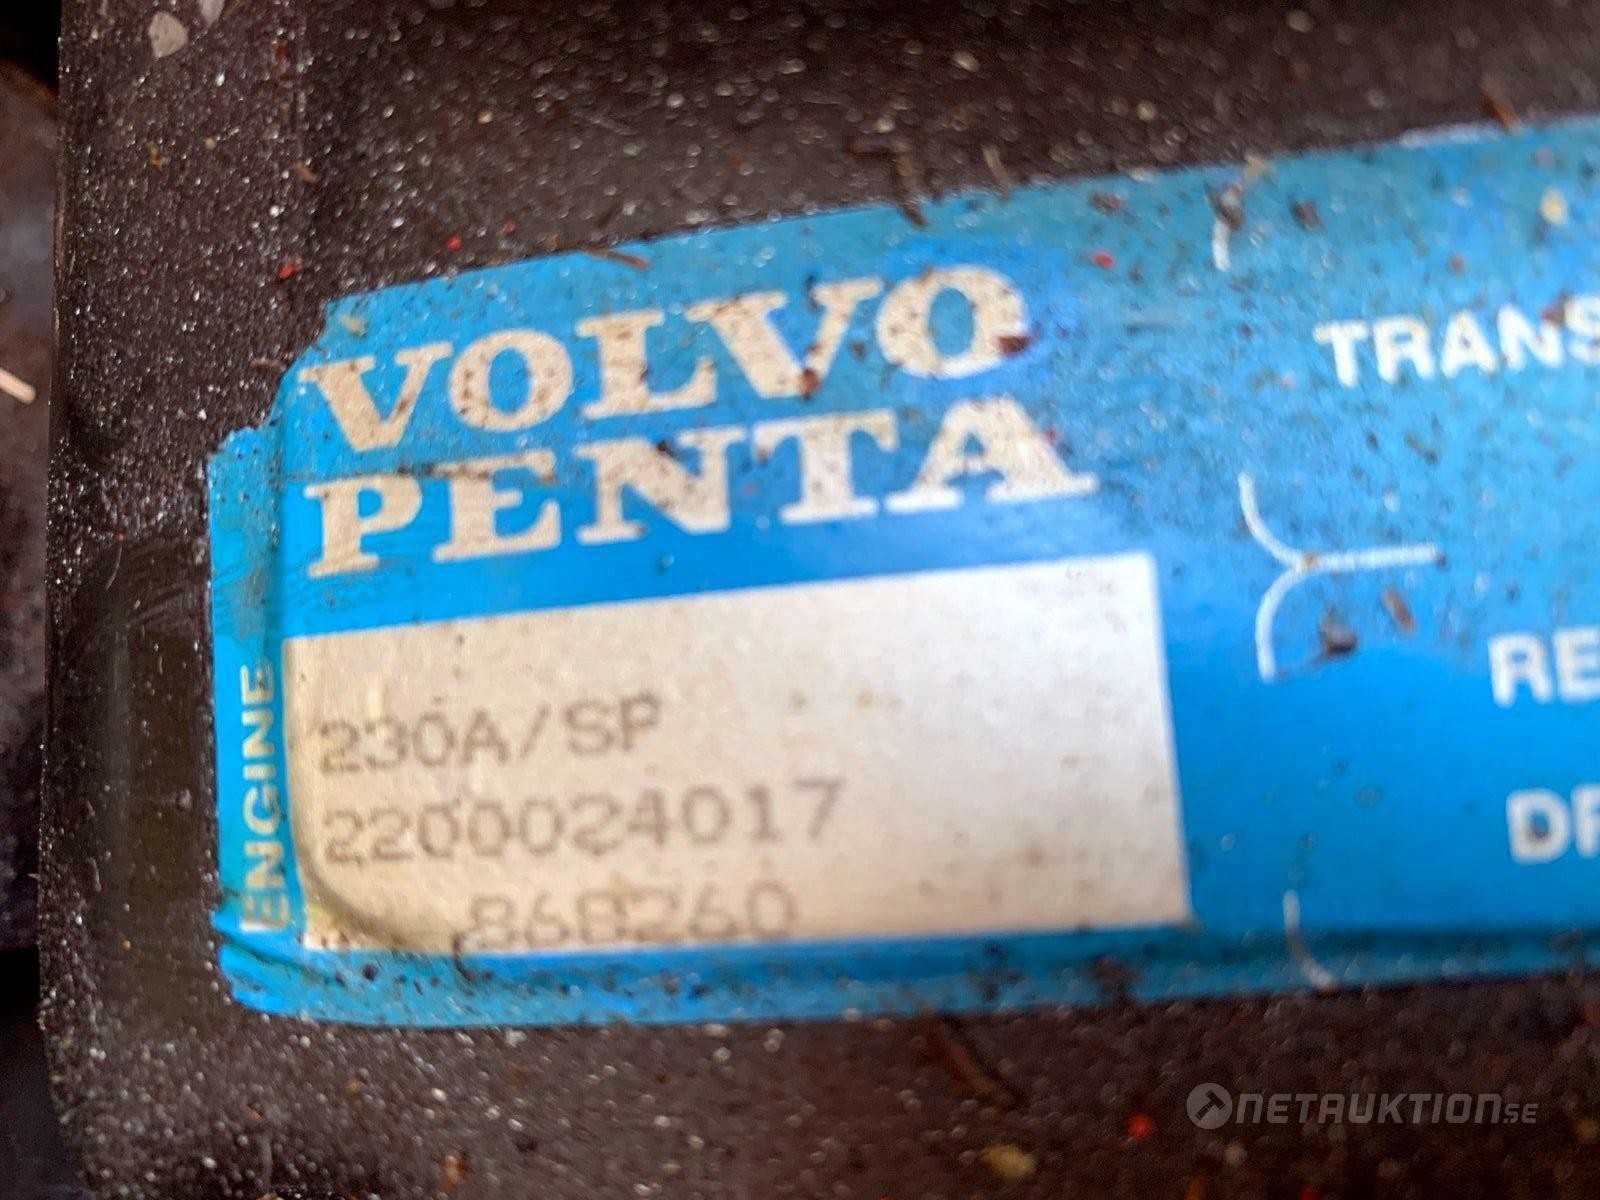 VOLVO
PENTA
TRANS
ENGINE
230A/SP
2200024017
868260
RE
DR
NETAUKTION.SE